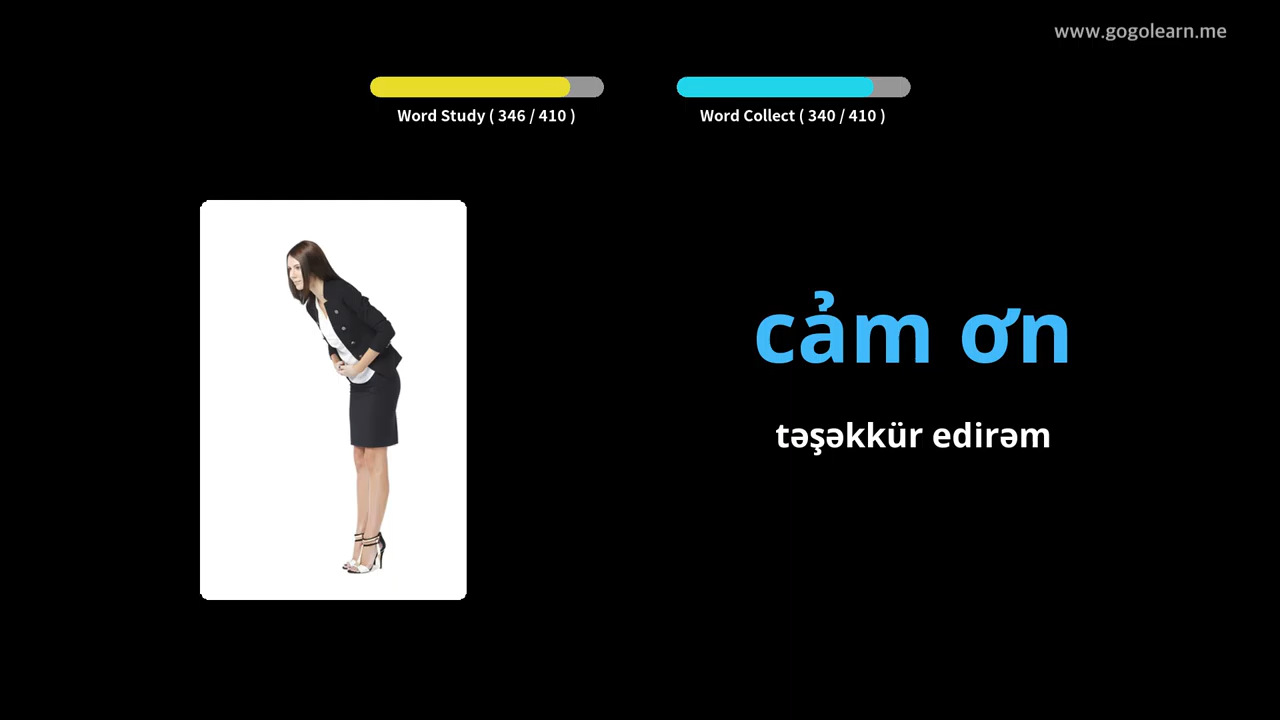 www.gogolearn.me
Word Study ( 346 / 410 )
Word Collect ( 340 / 410 )
cảm ơn
təşəkkür edirəm